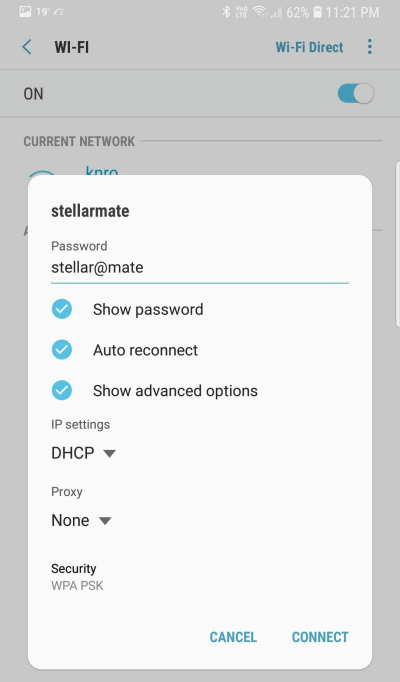 19° 62% 11:21 PM
WI-FI Wi-Fi Direct
ON
CURRENT NETWORK
knro
stellarmate
Password
stellar@mate
Show password
Auto reconnect
Show advanced options
IP settings
DHCP
Proxy
None
Security
WPA PSK
CANCEL CONNECT